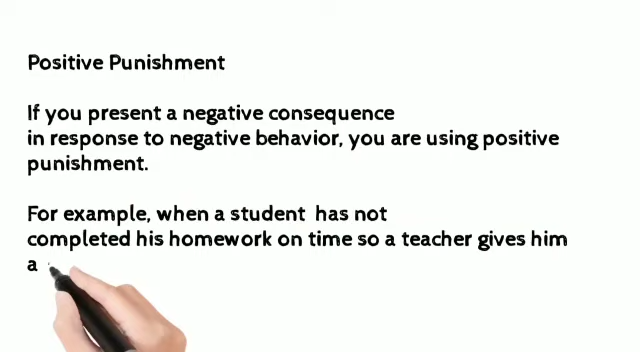 Positive Punishment
If you present a negative consequence
in response to negative behavior, you are using positive
punishment.
For example, when a student has not
completed his homework on time so a teacher gives him
a